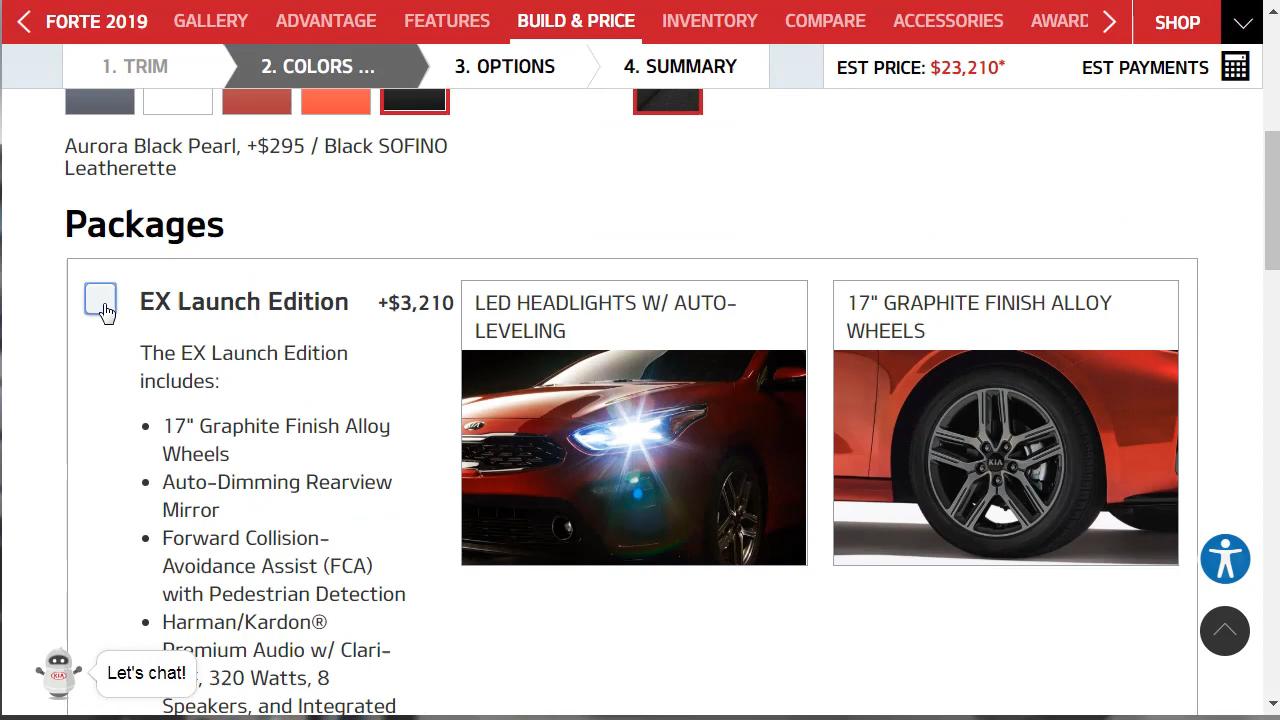 FORTE 2019 GALLERY ADVANTAGE FEATURES BUILD & PRICE INVENTORY COMPARE ACCESSORIES AWARD SHOP
1. TRIM 2. COLORS ... 3. OPTIONS 4. SUMMARY EST PRICE: $23,210* EST PAYMENTS
Aurora Black Pearl, +$295 / Black SOFINO
Leatherette
Packages
EX Launch Edition +$3,210
The EX Launch Edition
includes:
• 17" Graphite Finish Alloy
Wheels
• Auto-Dimming Rearview
Mirror
• Forward Collision-
Avoidance Assist (FCA)
with Pedestrian Detection
• Harman/Kardon®
Premium Audio w/ Clari-
, 320 Watts, 8
Speakers, and Integrated
LED HEADLIGHTS W/ AUTO-
LEVELING
17" GRAPHITE FINISH ALLOY
WHEELS
KIA
KIA
KIA
Let's chat!